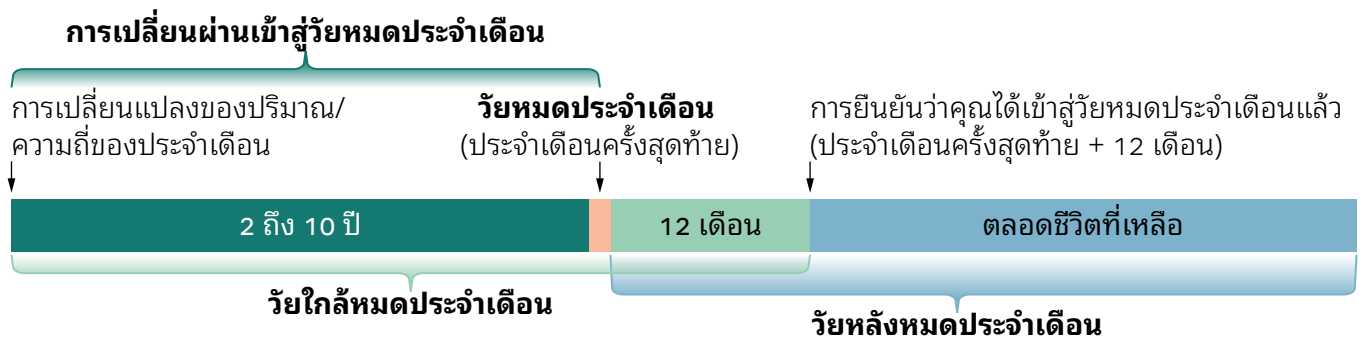 การเปลี่ยนผ่านเข้าสู่วัยหมดประจำเดือน
การเปลี่ยนแปลงของปริมาณ/
ความถี่ของประจำเดือน
วัยหมดประจำเดือน
(ประจำเดือนครั้งสุดท้าย)
การยืนยันว่าคุณได้เข้าสู่วัยหมดประจำเดือนแล้ว
(ประจำเดือนครั้งสุดท้าย + 12 เดือน)
2 ถึง 10 ปี
12 เดือน
ตลอดชีวิตที่เหลือ
วัยใกล้หมดประจำเดือน
วัยหลังหมดประจำเดือน